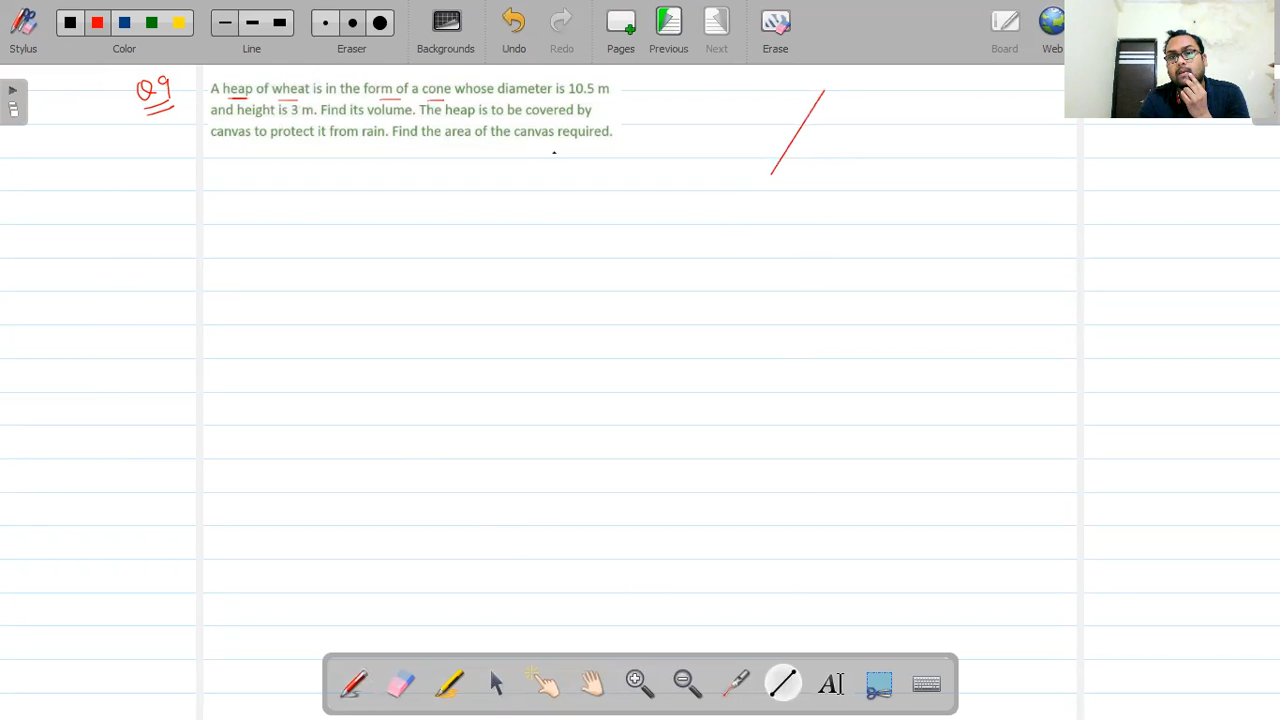 Stylus
Color
Line
Eraser
Backgrounds
Undo
Redo
Pages
Previous
Next
Erase
Board
Web
Q9
A heap of wheat is in the form of a cone whose diameter is 10.5 m
and height is 3 m. Find its volume. The heap is to be covered by
canvas to protect it from rain. Find the area of the canvas required.